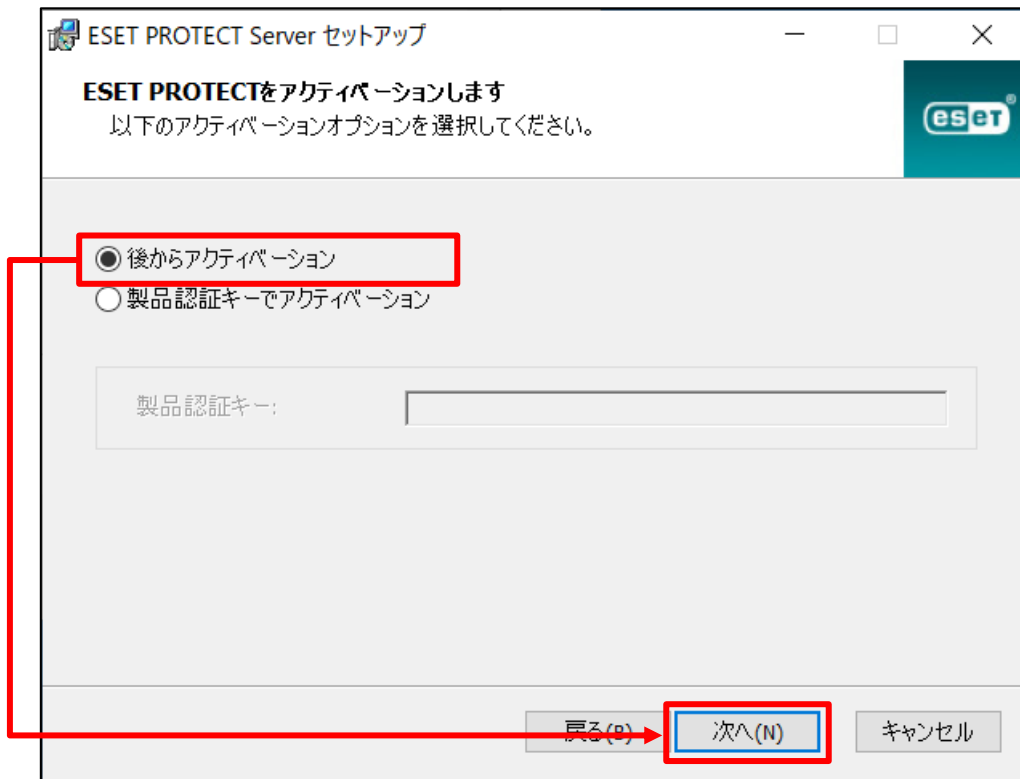 ESET PROTECT Server セットアップ
ESET PROTECTをアクティベーションします
以下のアクティベーションオプションを選択してください。
eseT®
後からアクティベーション
製品認証キーでアクティベーション
製品認証キー:
戻る(B)
次へ(N)
キャンセル